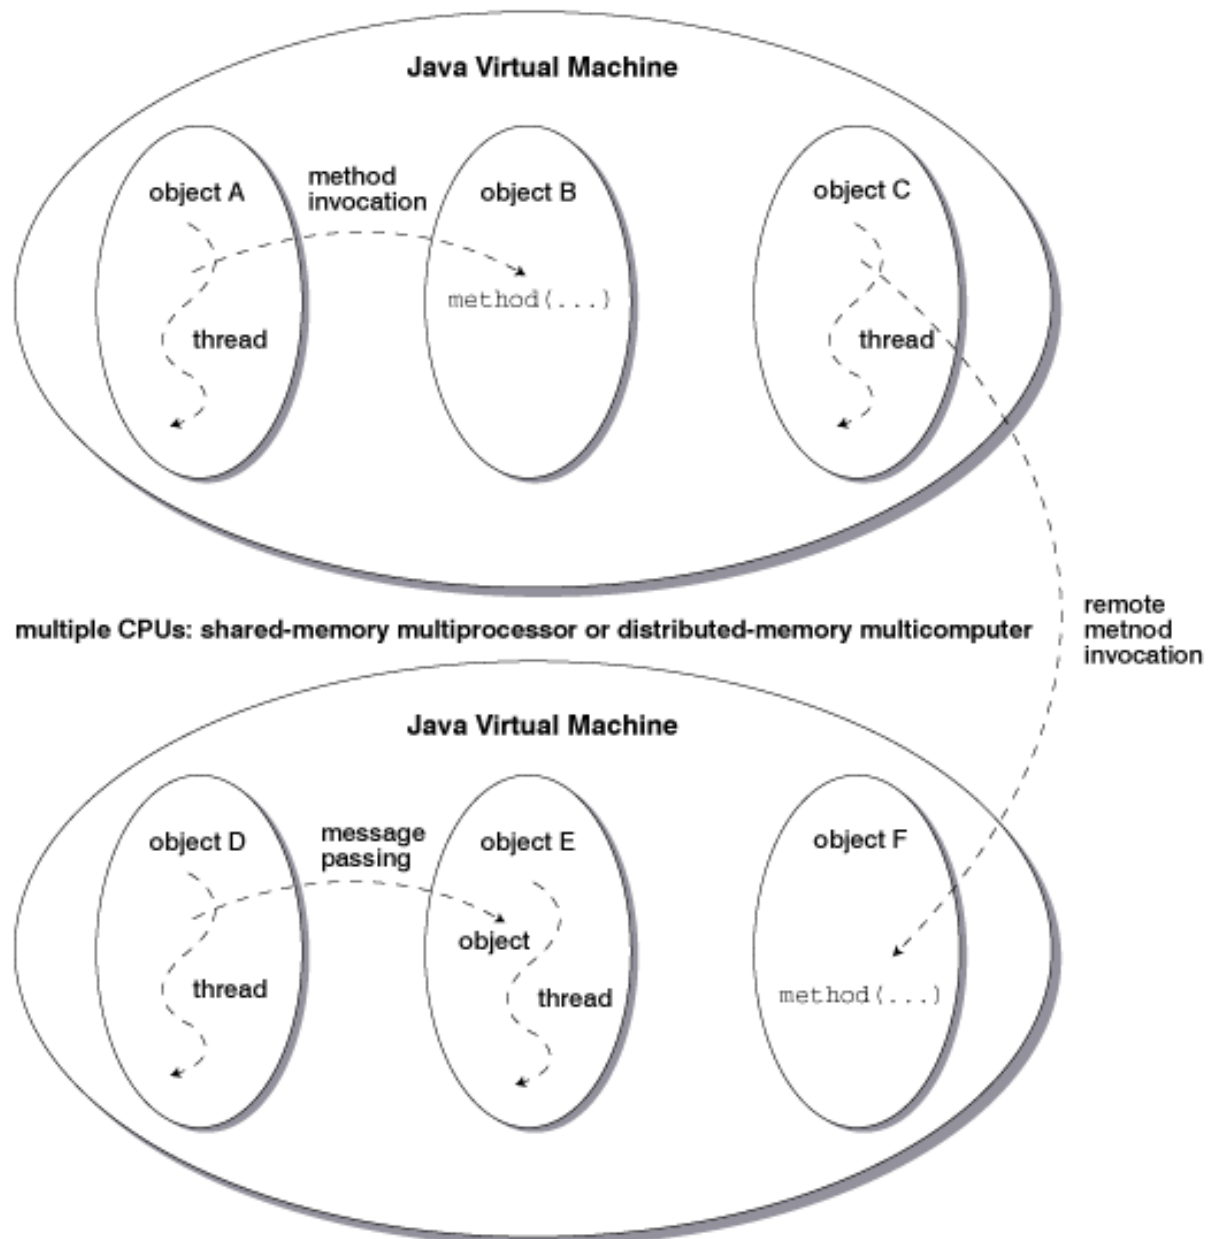 Java Virtual Machine
object A
method
invocation
object B
object C
method(...)
thread
thread
multiple CPUs: shared-memory multiprocessor or distributed-memory multicomputer
remote
metnod
invocation
Java Virtual Machine
object D
message
passing
object E
object F
object
thread
thread
method(...)